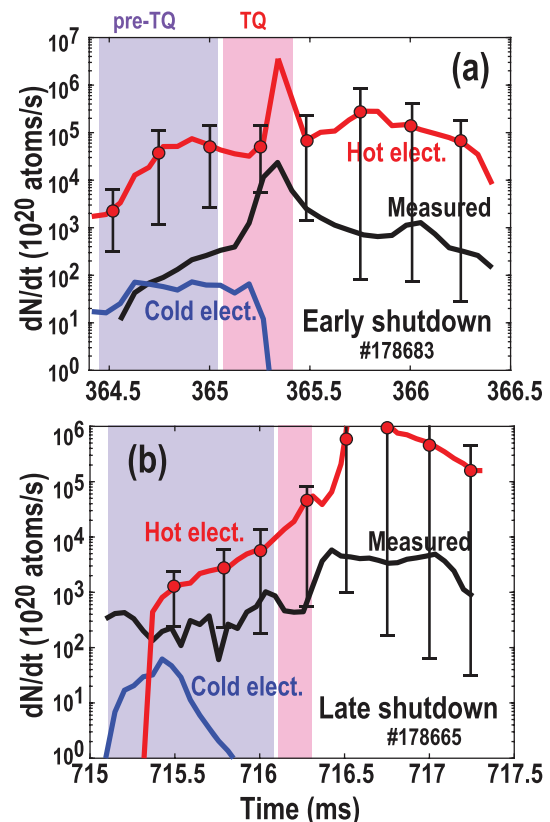 pre-TQ TQ
10⁷
10⁶
10⁵
10⁴
10³
10²
10¹
10⁰
dN/dt (10²⁰ atoms/s)
(a)
Hot elect.
Measured
Cold elect.
Early shutdown
#178683
364.5 365 365.5 366 366.5
10⁶
10⁵
10⁴
10³
10²
10¹
10⁰
dN/dt (10²⁰ atoms/s)
(b)
Hot elect.
Measured
Cold elect.
Late shutdown
#178665
715 715.5 716 716.5 717 717.5
Time (ms)